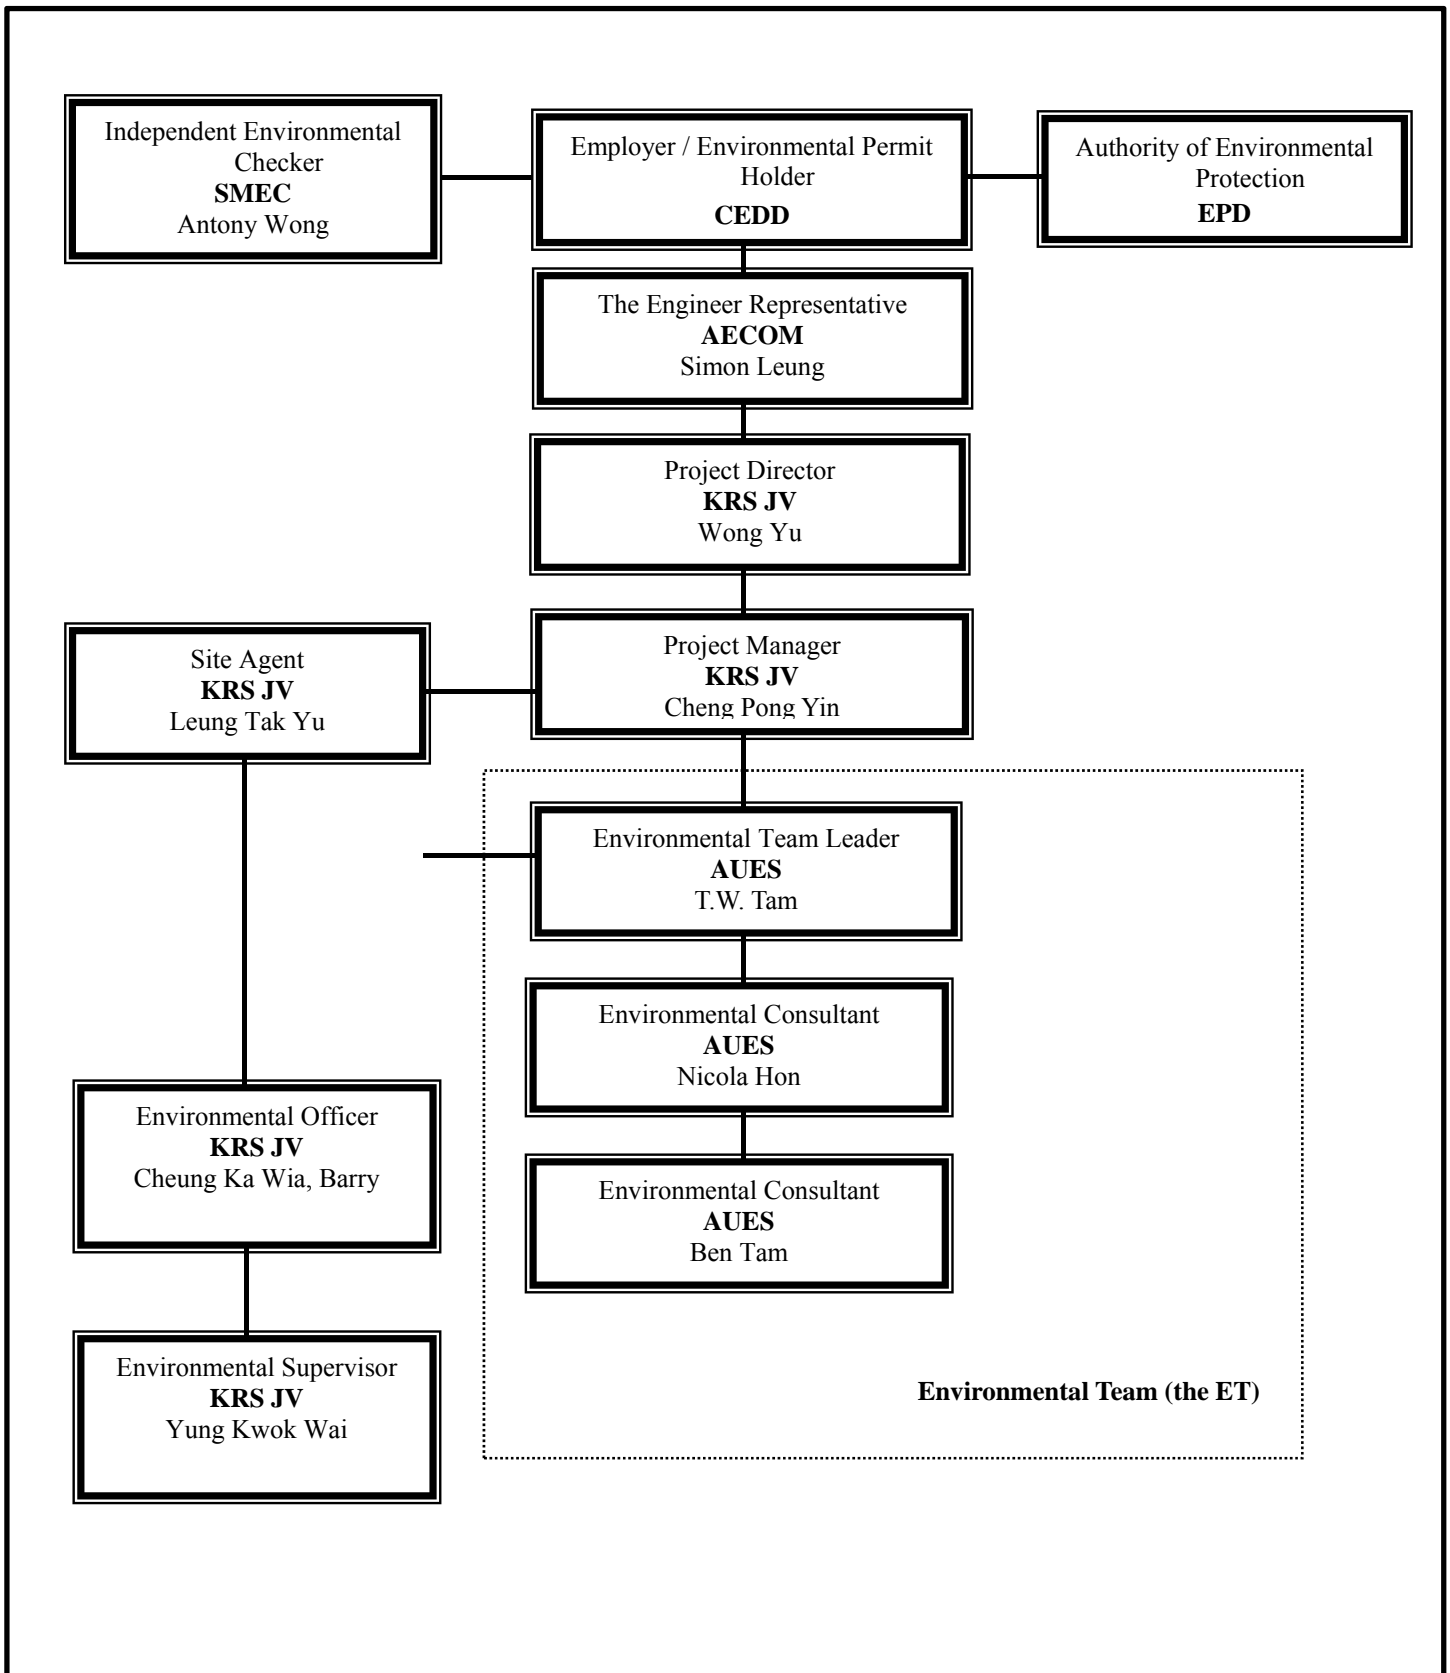 Independent Environmental
Checker
SMEC
Antony Wong
Employer / Environmental Permit
Holder
CEDD
Authority of Environmental
Protection
EPD
The Engineer Representative
AECOM
Simon Leung
Project Director
KRS JV
Wong Yu
Site Agent
KRS JV
Leung Tak Yu
Project Manager
KRS JV
Cheng Pong Yin
Environmental Team Leader
AUES
T.W. Tam
Environmental Consultant
AUES
Nicola Hon
Environmental Officer
KRS JV
Cheung Ka Wia, Barry
Environmental Consultant
AUES
Ben Tam
Environmental Supervisor
KRS JV
Yung Kwok Wai
Environmental Team (the ET)